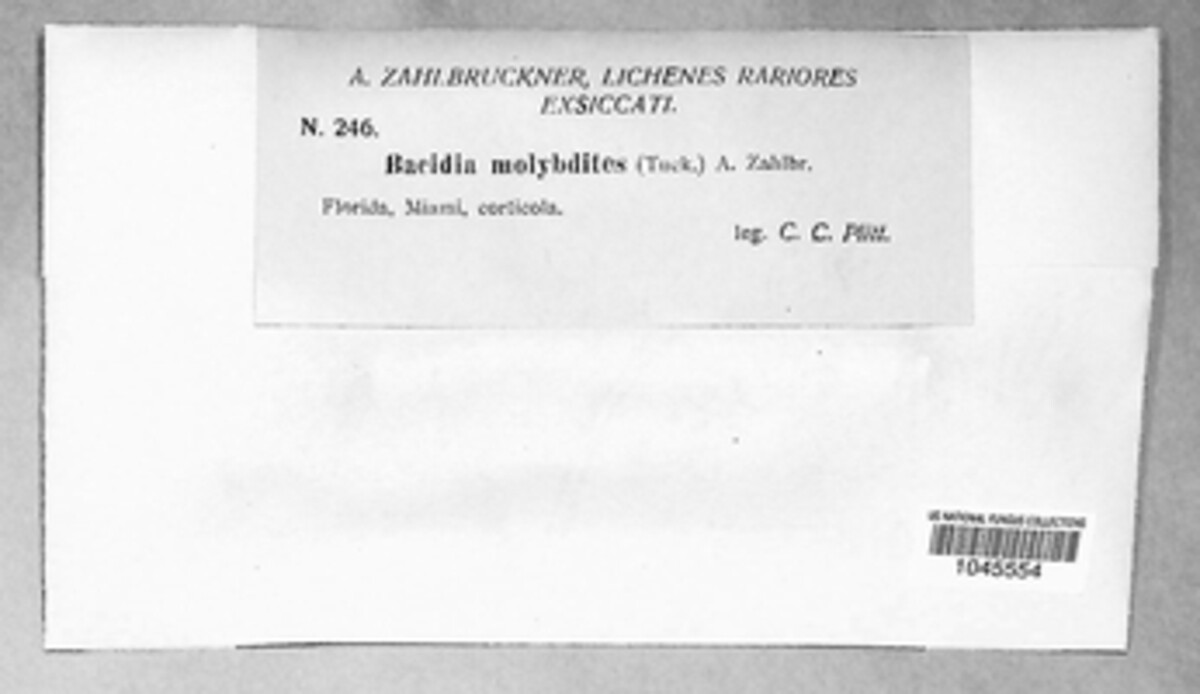 A. ZAHLBRUCKNER, LICHENES RARIORES
EXSICCATI.
N. 246.
Bacidia molybdites (Tuck.) A. Zahlbr.
Florida, Miami, corticola.
leg. C. C. Plitt.
US NATIONAL FUNGUS COLLECTIONS
1045554